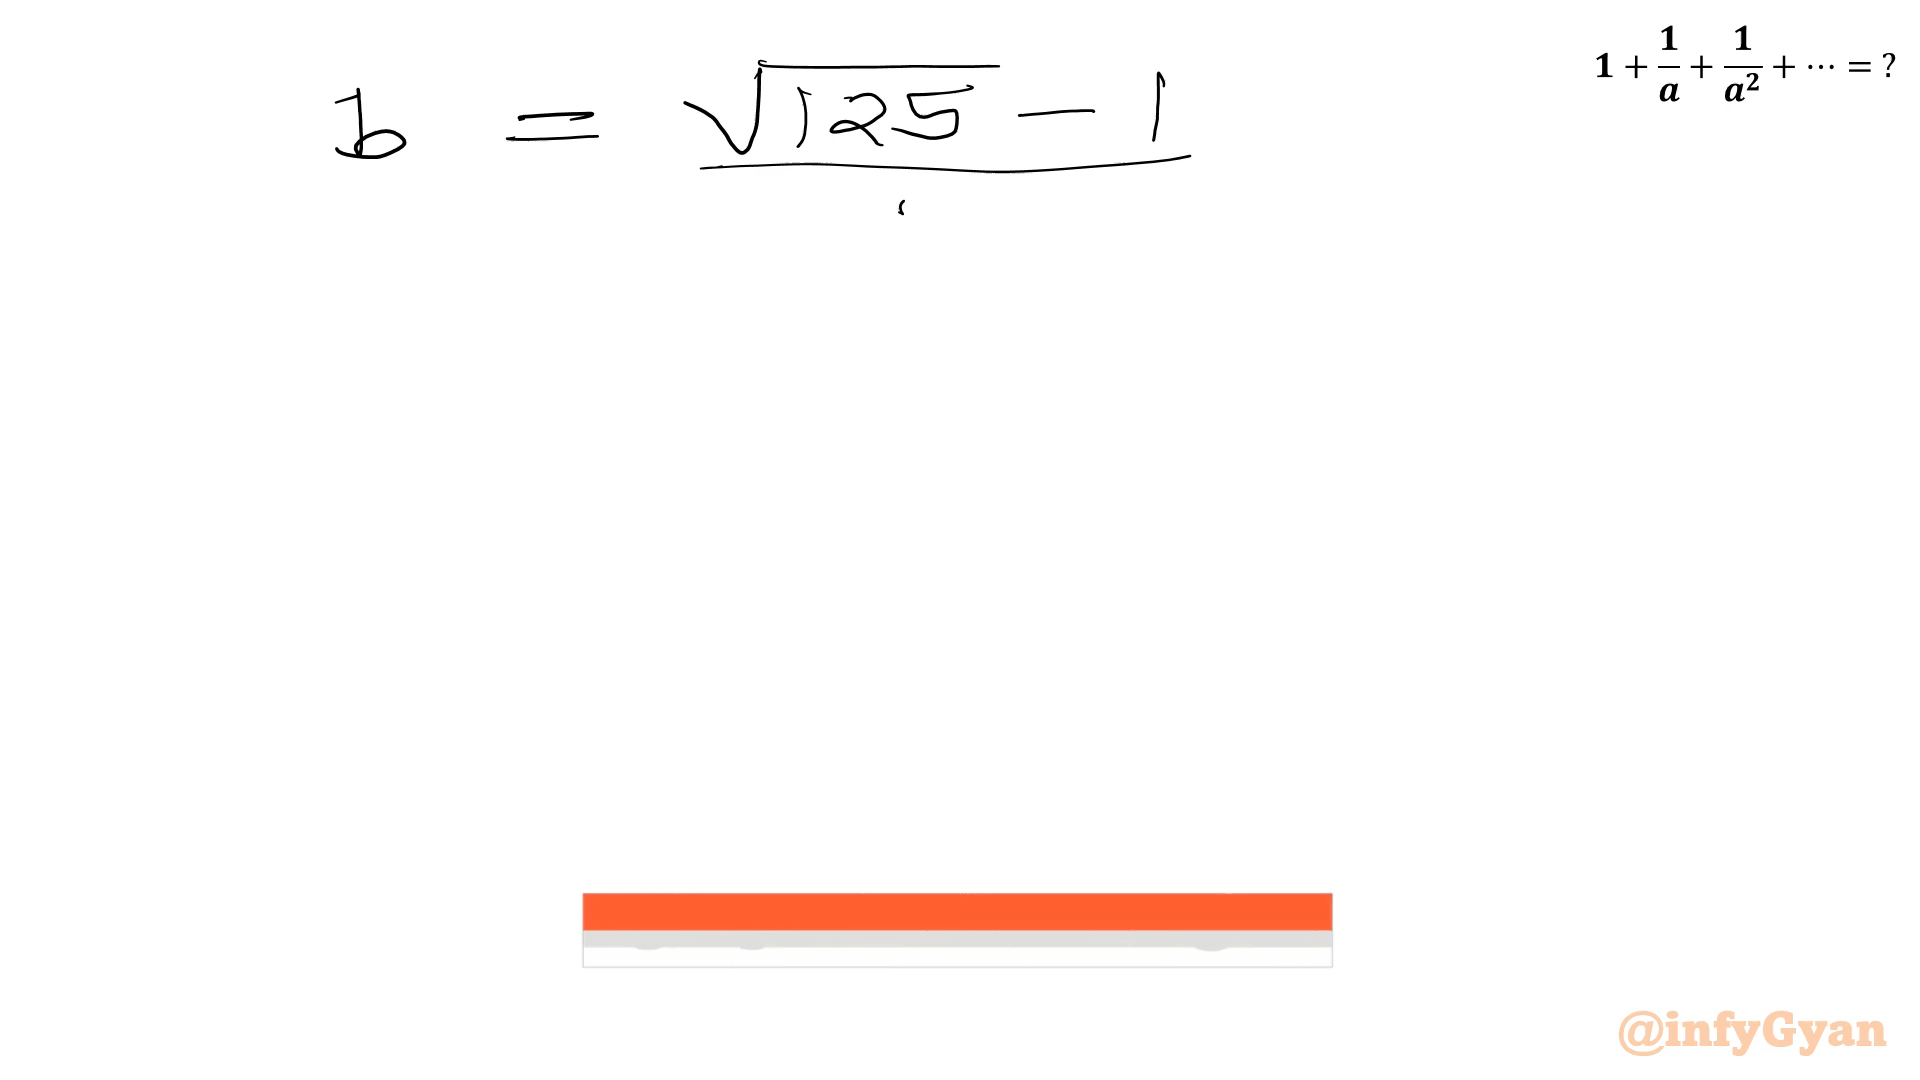 b = √125 - 1
1 + 1/a + 1/a² + ⋯ = ?
@infyGyan